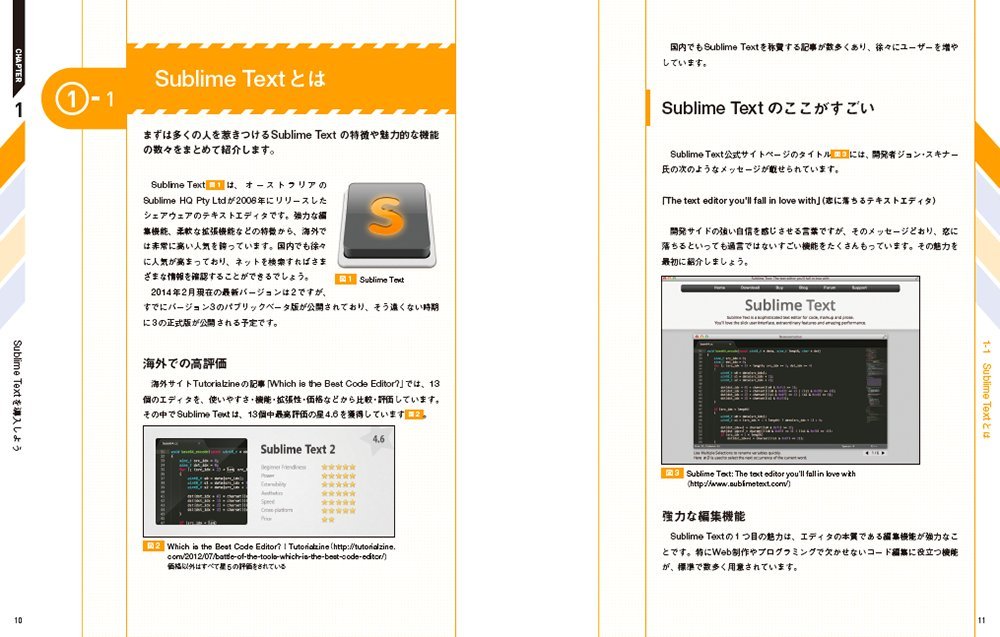 CHAPTER
1
Sublime Textを導入しよう
10
1-1
Sublime Textとは
まずは多くの人を惹きつけるSublime Text の特徴や魅力的な機能
の数々をまとめて紹介します。
Sublime Text 図1 は、オーストラリアの
Sublime HQ Pty Ltdが2008年にリリースした
シェアウェアのテキストエディタです。強力な編
集機能、柔軟な拡張機能などの特徴から、海外で
は非常に高い人気を誇っています。国内でも徐々
に人気が高まっており、ネットを検索すればさま
ざまな情報を確認することができるでしょう。
2014年2月現在の最新バージョンは2ですが、
すでにバージョン3のパブリックベータ版が公開されており、そう遠くない時期
に3の正式版が公開される予定です。
図1 Sublime Text
海外での高評価
海外サイトTutorialzineの記事「Which is the Best Code Editor?」では、13
個のエディタを、使いやすさ・機能・拡張性・価格などから比較・評価しています。
その中でSublime Textは、13個中最高評価の星4.6を獲得しています 図2 。
4.6
Sublime Text 2
Beginner Friendliness
Power
Extensibility
Aesthetics
Speed
Cross-platform
Price
図2 Which is the Best Code Editor? | Tutorialzine（http://tutorialzine.
com/2012/07/battle-of-the-tools-which-is-the-best-code-editor/）
価格以外はすべて星5の評価をされている
国内でもSublime Textを称賛する記事が数多くあり、徐々にユーザーを増や
しています。
Sublime Text のここがすごい
Sublime Text公式サイトページのタイトル 図3 には、開発者ジョン・スキナー
氏の次のようなメッセージが載せられています。
「The text editor you'll fall in love with」（恋に落ちるテキストエディタ）
開発サイドの強い自信を感じさせる言葉ですが、そのメッセージどおり、恋に
落ちるといっても過言ではないすごい機能をたくさんもっています。その魅力を
最初に紹介しましょう。
Sublime Text: The text editor you'll fall in love with
Home Download Buy Blog Forum Support
Sublime Text
Sublime Text is a sophisticated text editor for code, markup and prose.
You'll love the slick user interface, extraordinary features and amazing performance.
Use Multiple Selections to rename variables quickly.
Here ⌘D is used to select the next occurrence of the current word.
1/6
図3 Sublime Text: The text editor you'll fall in love with
（http://www.sublimetext.com/）
強力な編集機能
Sublime Textの1つ目の魅力は、エディタの本質である編集機能が強力なこ
とです。特にWeb制作やプログラミングで欠かせないコード編集に役立つ機能
が、標準で数多く用意されています。
1-1 Sublime Textとは
11